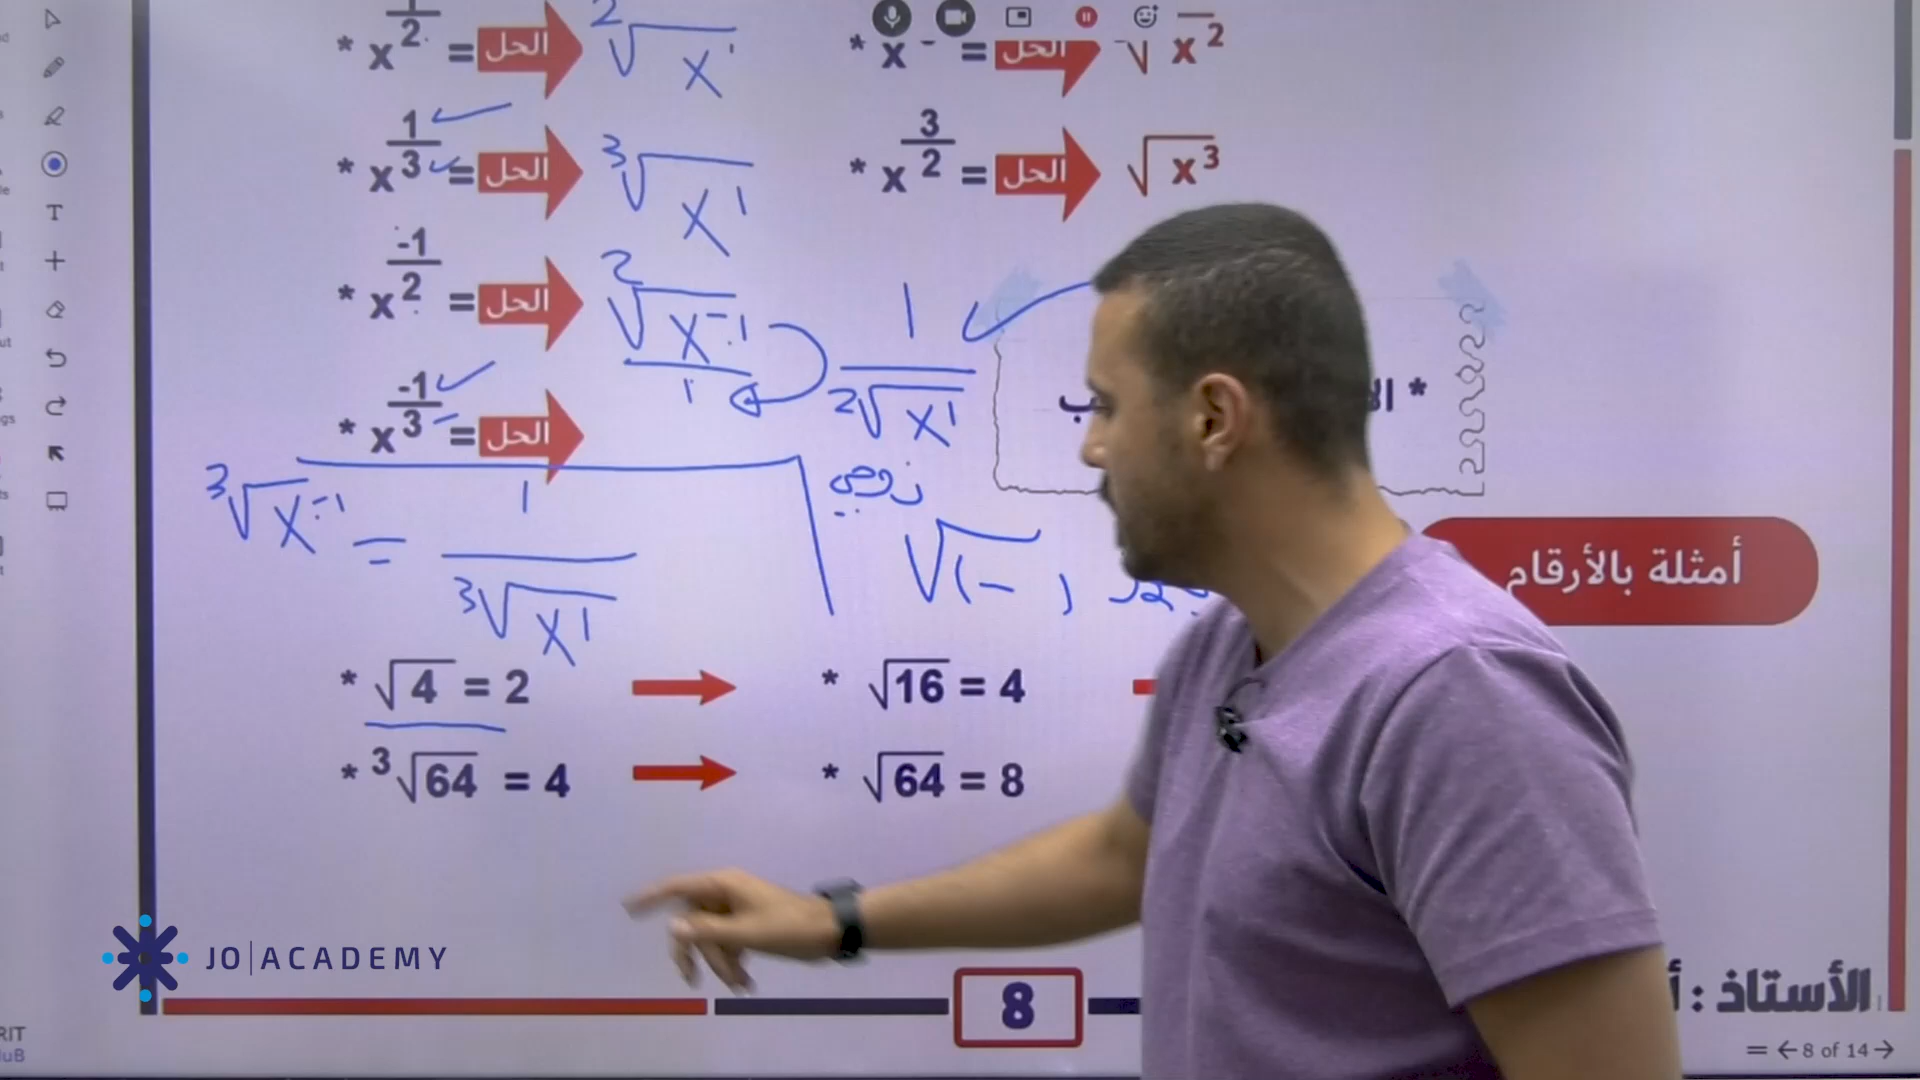 * x^(1/2) = الحل ²√x¹
* x = الحل √x²
* x^(1/3) = الحل ³√x¹
* x^(3/2) = الحل √x³
* x^(-1/2) = الحل ²√x⁻¹ / 1
1 / ²√x¹
* x^(-1/3) = الحل
³√x⁻¹ = 1 / ³√x¹
زوجي
√(-)
أمثلة بالأرقام
* √4 = 2
* √16 = 4
* ³√64 = 4
* √64 = 8
JO|ACADEMY
8
الأستاذ :
8 of 14